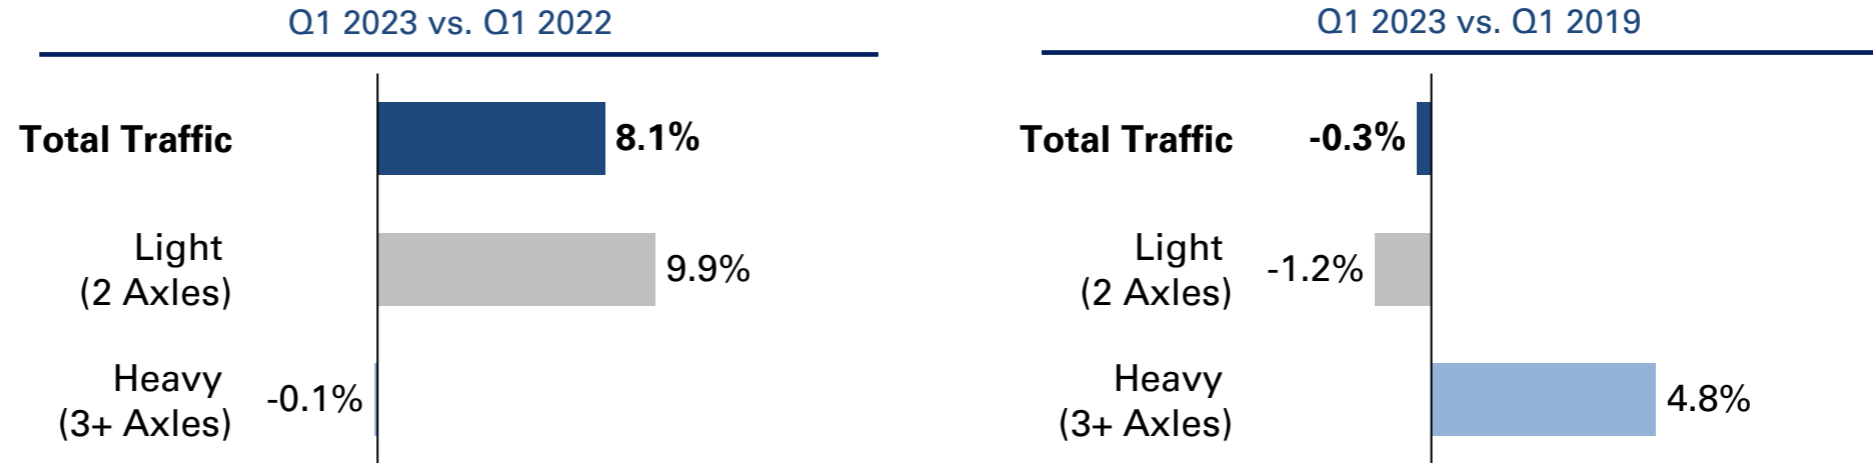 Q1 2023 vs. Q1 2022
Total Traffic
8.1%
Light
(2 Axles)
9.9%
Heavy
(3+ Axles)
-0.1%
Q1 2023 vs. Q1 2019
Total Traffic
-0.3%
Light
(2 Axles)
-1.2%
Heavy
(3+ Axles)
4.8%